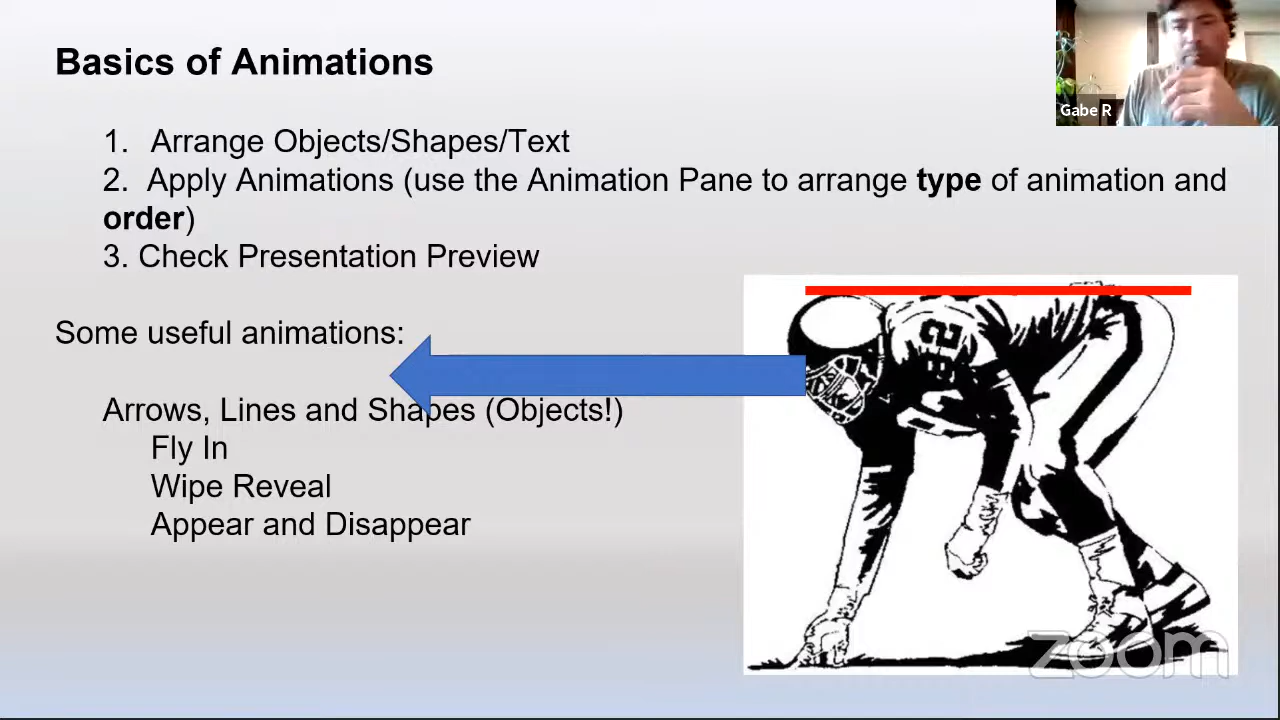 Basics of Animations
Gabe R
1. Arrange Objects/Shapes/Text
2. Apply Animations (use the Animation Pane to arrange type of animation and
order)
3. Check Presentation Preview
Some useful animations:
Arrows, Lines and Shapes (Objects!)
Fly In
Wipe Reveal
Appear and Disappear
zoom